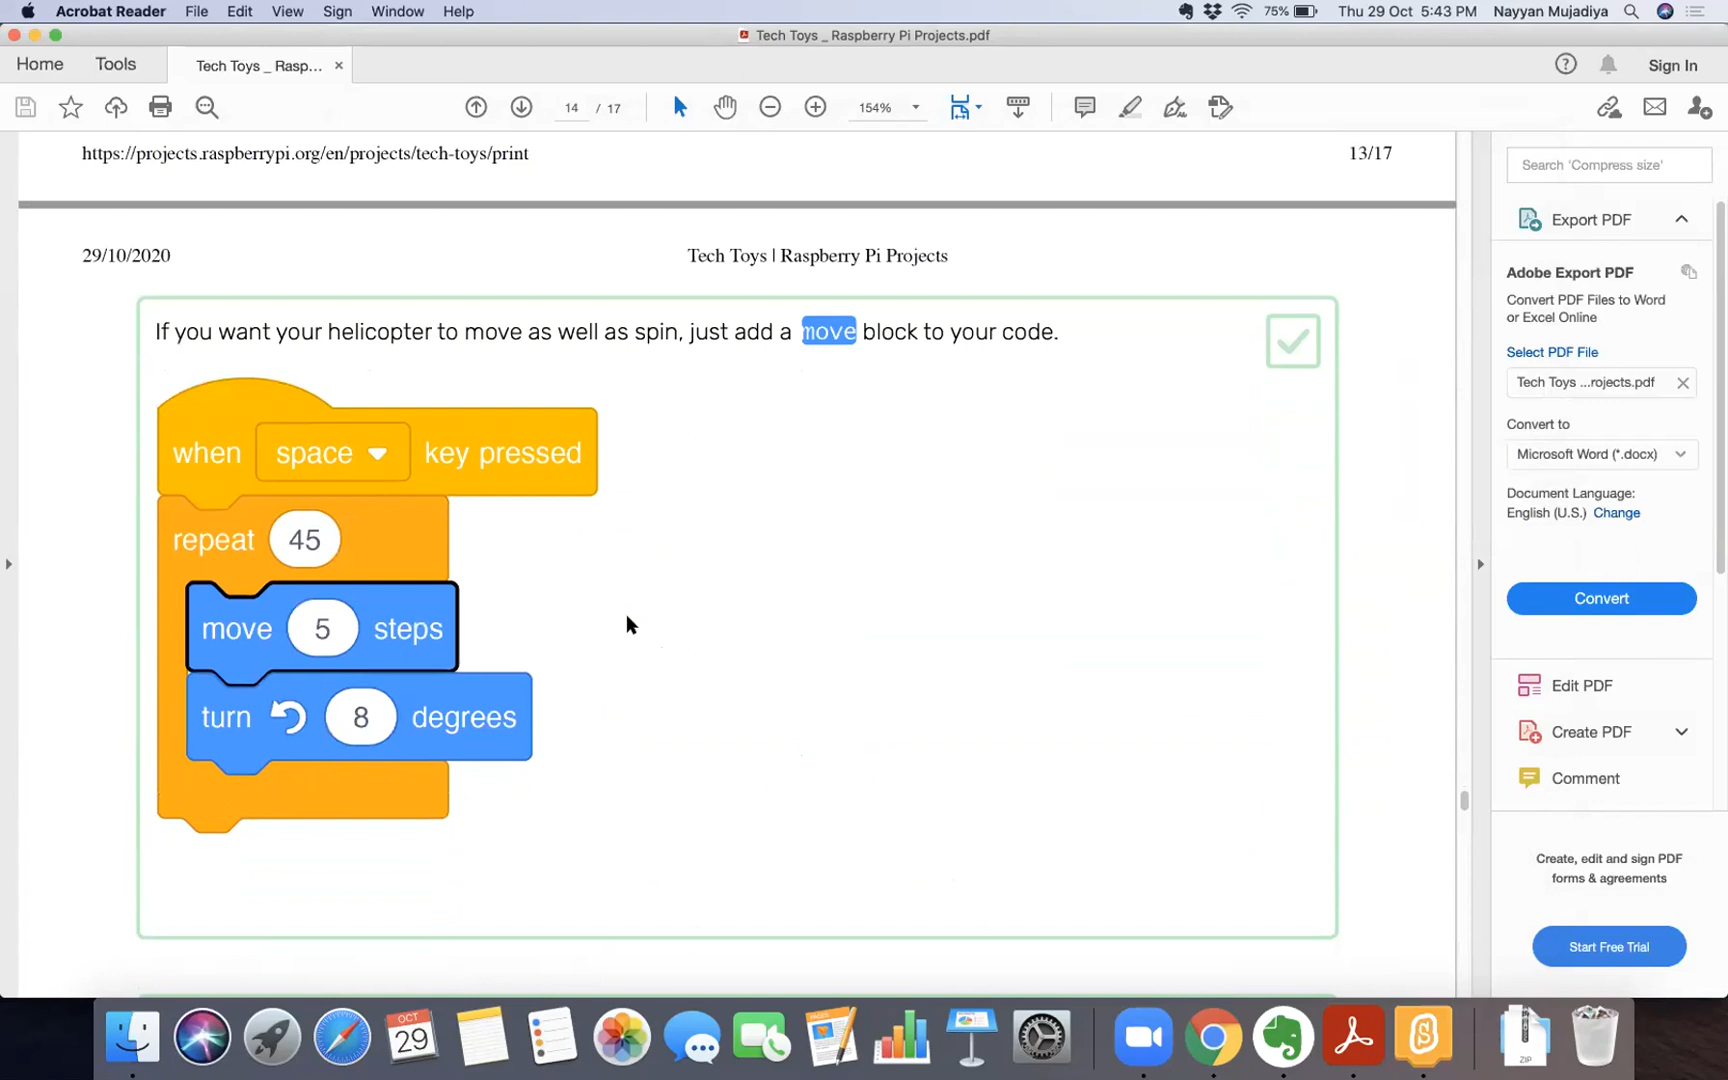 Acrobat Reader File Edit View Sign Window Help 75% Thu 29 Oct 5:43 PM Nayyan Mujadiya
Tech Toys _ Raspberry Pi Projects.pdf
Home Tools Tech Toys _ Rasp... Sign In
14 / 17 154%
https://projects.raspberrypi.org/en/projects/tech-toys/print 13/17
29/10/2020 Tech Toys | Raspberry Pi Projects
If you want your helicopter to move as well as spin, just add a move block to your code.
when space key pressed
repeat 45
move 5 steps
turn 8 degrees
Search 'Compress size'
Export PDF
Adobe Export PDF
Convert PDF Files to Word
or Excel Online
Select PDF File
Tech Toys ...rojects.pdf
Convert to
Microsoft Word (*.docx)
Document Language:
English (U.S.) Change
Convert
Edit PDF
Create PDF
Comment
Create, edit and sign PDF
forms & agreements
Start Free Trial
OCT
29
PAGES
ZIP